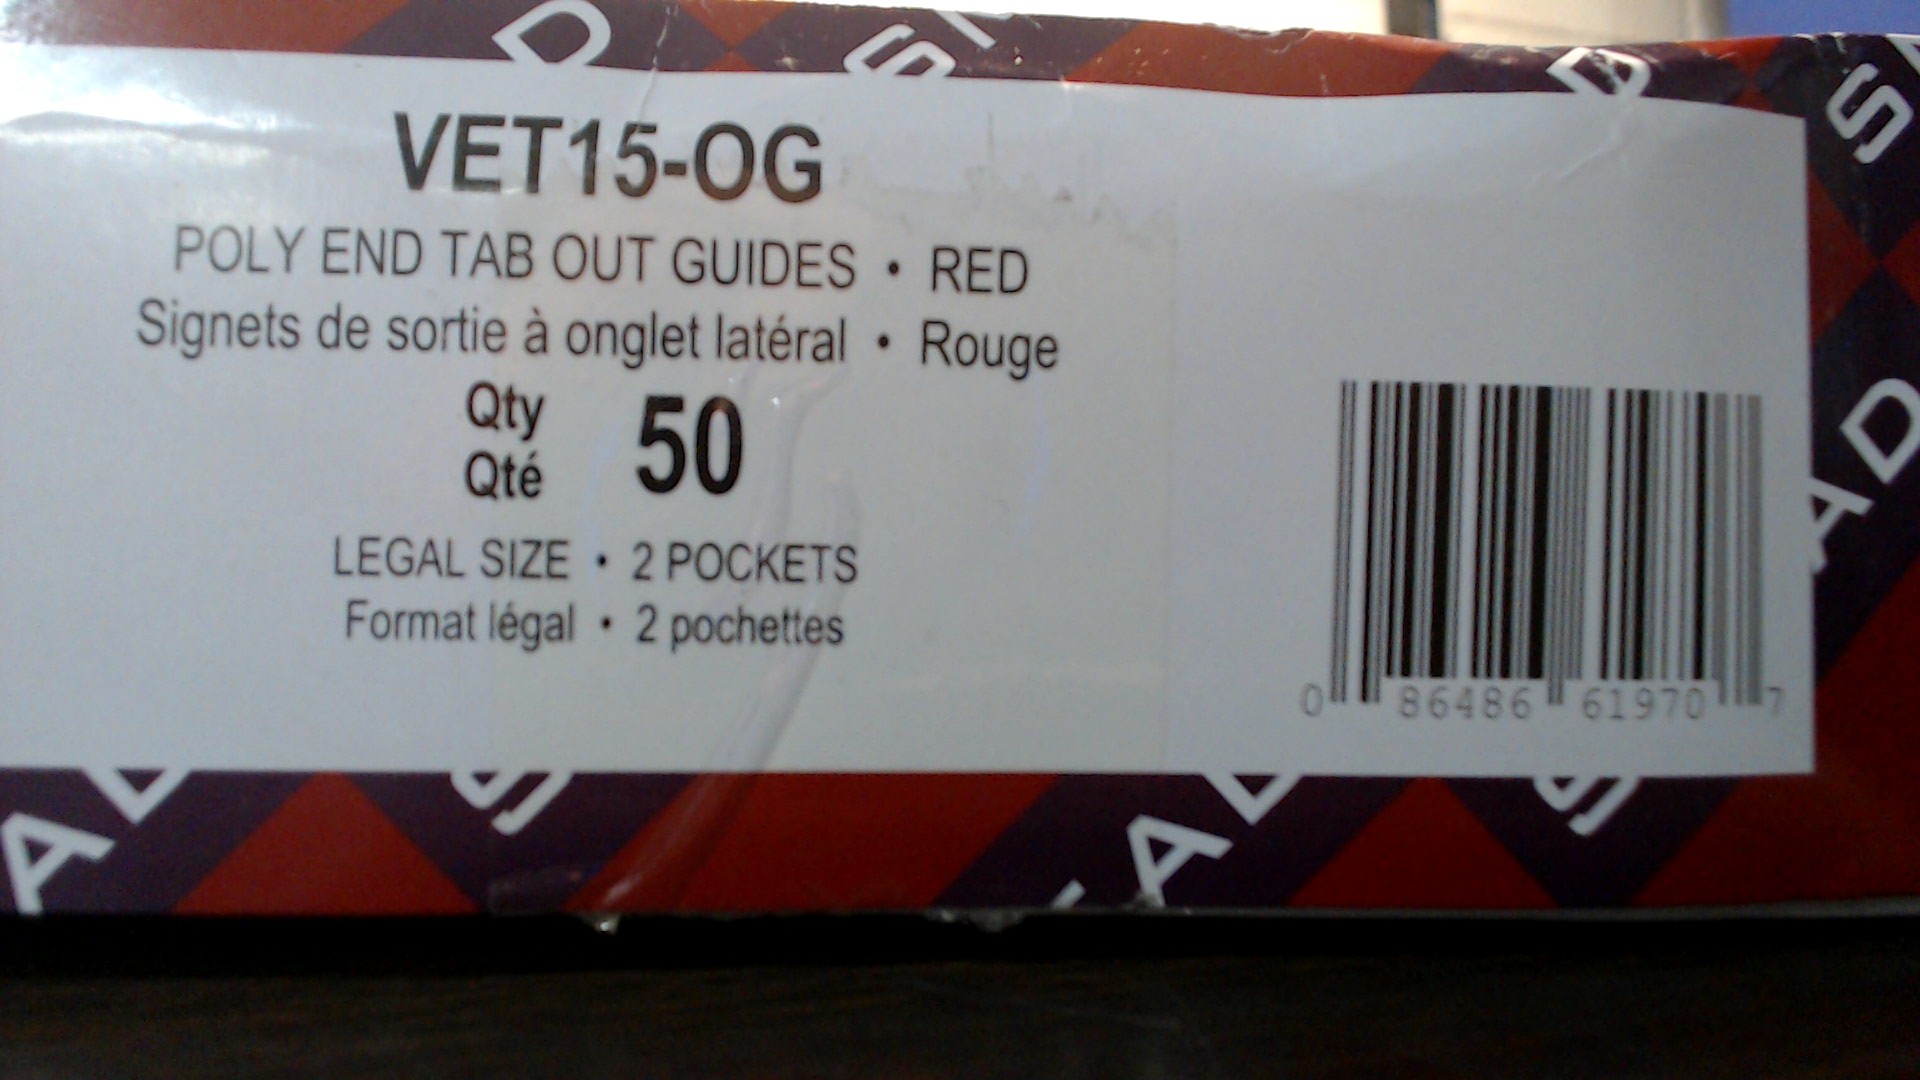 VET15-OG
POLY END TAB OUT GUIDES • RED
Signets de sortie à onglet latéral • Rouge
Qty
Qté
50
LEGAL SIZE • 2 POCKETS
Format légal • 2 pochettes
0 86486 61970 7